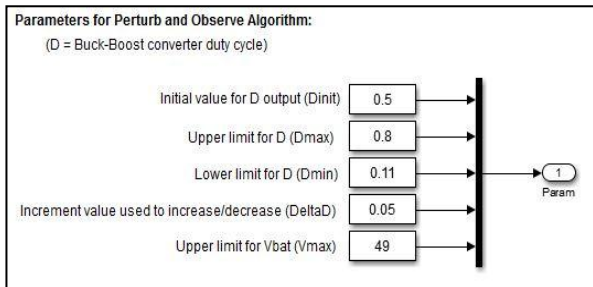 Parameters for Perturb and Observe Algorithm:
(D = Buck-Boost converter duty cycle)
Initial value for D output (Dinit) 0.5
Upper limit for D (Dmax) 0.8
Lower limit for D (Dmin) 0.11
Increment value used to increase/decrease (DeltaD) 0.05
Upper limit for Vbat (Vmax) 49
1
Param